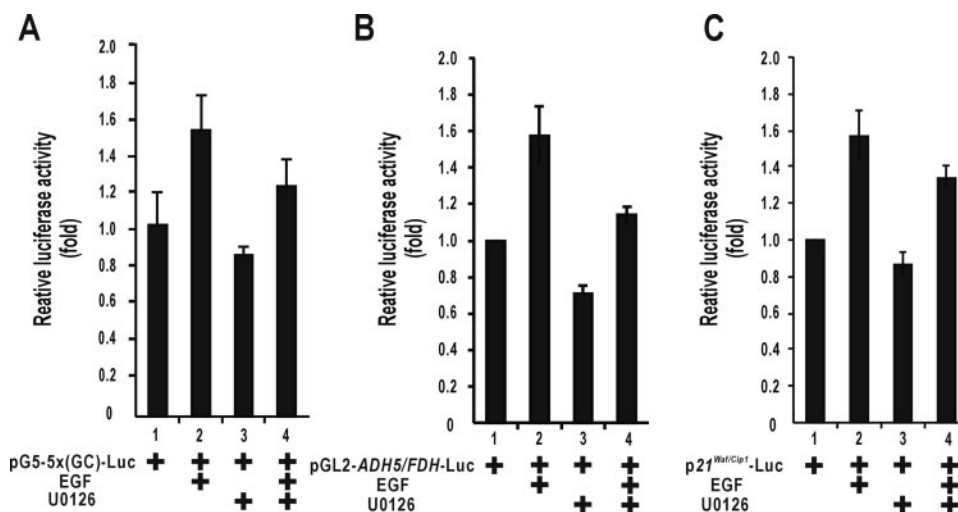 A
2.0
1.8
1.6
1.4
1.2
1.0
0.8
0.6
0.4
0.2
0
Reative luciferase activity
(fold)
1 2 3 4
pG5-5x(GC)-Luc + + + +
EGF + +
U0126 + +
B
2.0
1.8
1.6
1.4
1.2
1.0
0.8
0.6
0.4
0.2
0
Reative luciferase activity
(fold)
1 2 3 4
pGL2-ADH5/FDH-Luc + + + +
EGF + +
U0126 + +
C
2.0
1.8
1.6
1.4
1.2
1.0
0.8
0.6
0.4
0.2
0
Reative luciferase activity
(fold)
1 2 3 4
p21Waf/Cip1-Luc + + + +
EGF + +
U0126 + +